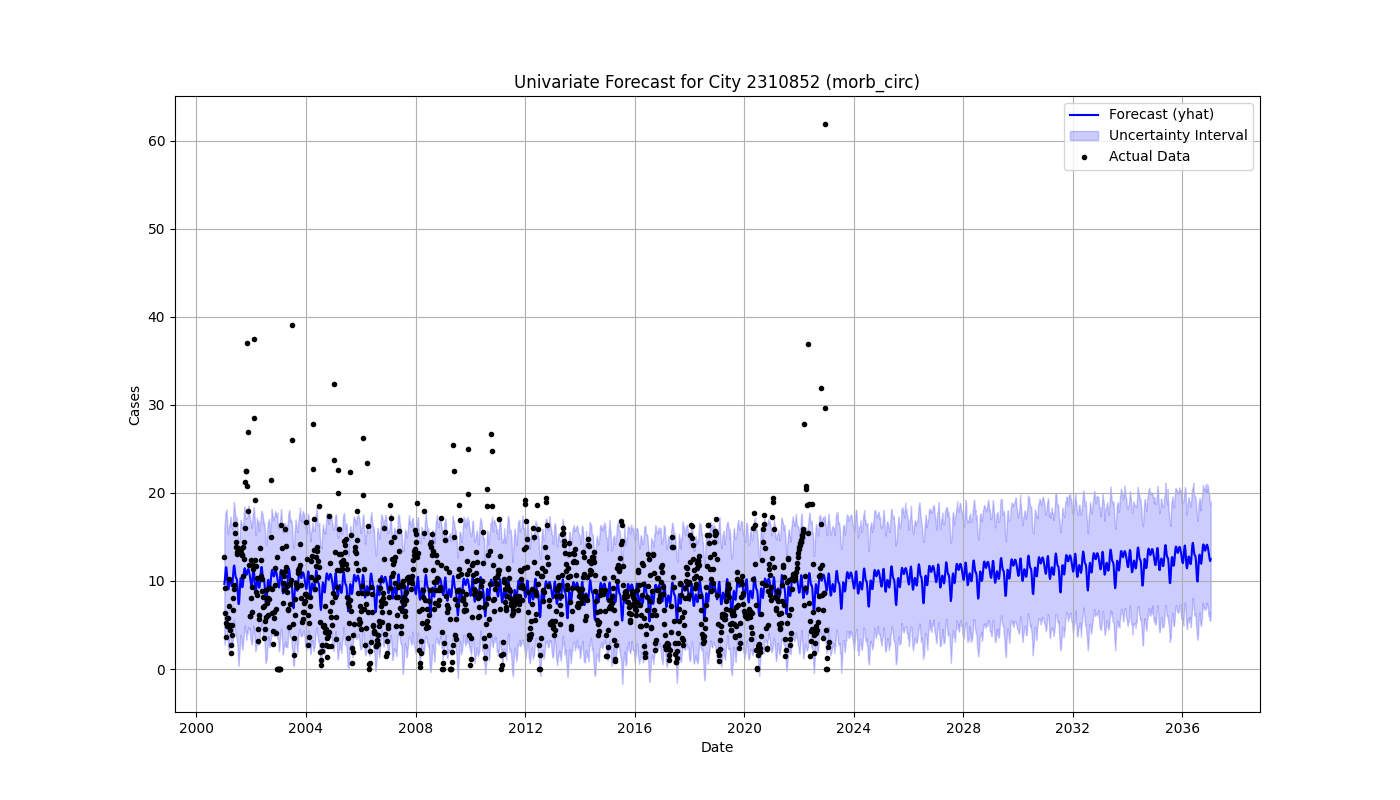 Univariate Forecast for City 2310852 (morb_circ)
Forecast (yhat)
Uncertainty Interval
Actual Data
Cases
60
50
40
30
20
10
0
2000 2004 2008 2012 2016 2020 2024 2028 2032 2036
Date